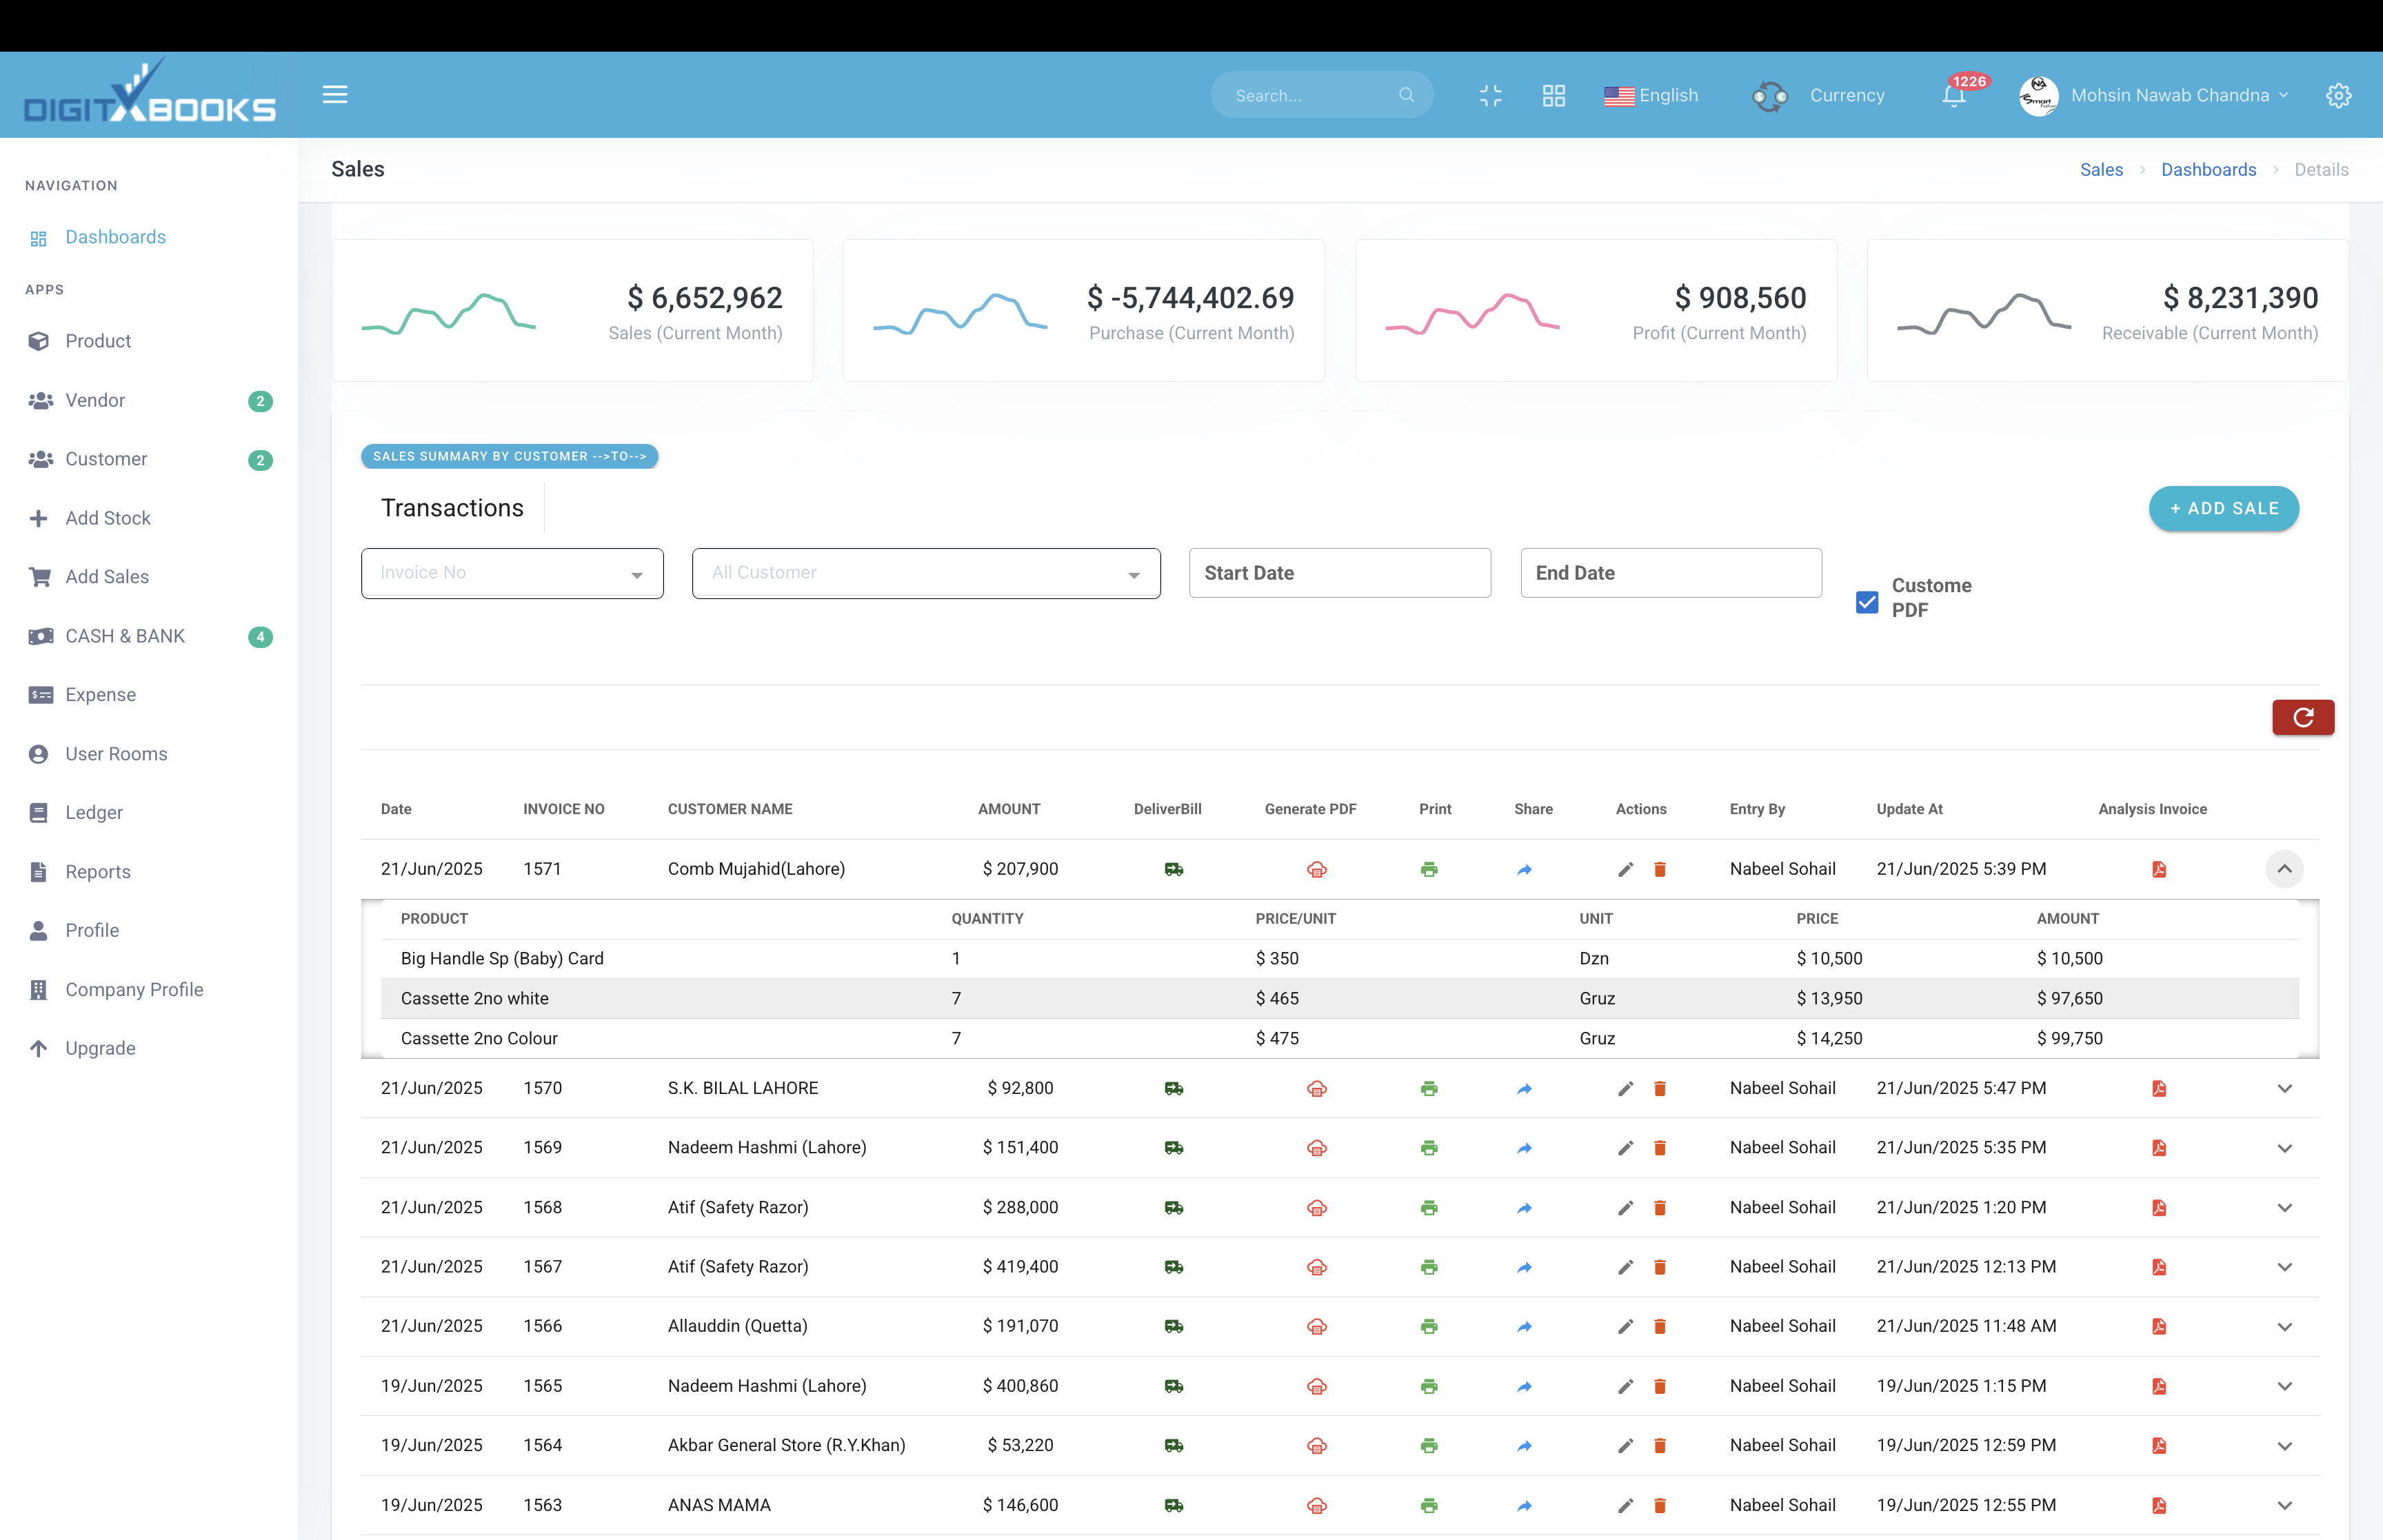 DIGITXBOOKS
Search...
English
Currency
1226
Mohsin Nawab Chandna
NAVIGATION
Dashboards
APPS
Product
Vendor 2
Customer 2
Add Stock
Add Sales
CASH & BANK 4
Expense
User Rooms
Ledger
Reports
Profile
Company Profile
Upgrade
Sales
Sales > Dashboards > Details
$ 6,652,962
Sales (Current Month)
$ -5,744,402.69
Purchase (Current Month)
$ 908,560
Profit (Current Month)
$ 8,231,390
Receivable (Current Month)
SALES SUMMARY BY CUSTOMER -->TO-->
Transactions
+ ADD SALE
Invoice No
All Customer
Start Date
End Date
Custome
PDF
Date INVOICE NO CUSTOMER NAME AMOUNT DeliverBill Generate PDF Print Share Actions Entry By Update At Analysis Invoice
21/Jun/2025 1571 Comb Mujahid(Lahore) $ 207,900 Nabeel Sohail 21/Jun/2025 5:39 PM
PRODUCT QUANTITY PRICE/UNIT UNIT PRICE AMOUNT
Big Handle Sp (Baby) Card 1 $ 350 Dzn $ 10,500 $ 10,500
Cassette 2no white 7 $ 465 Gruz $ 13,950 $ 97,650
Cassette 2no Colour 7 $ 475 Gruz $ 14,250 $ 99,750
21/Jun/2025 1570 S.K. BILAL LAHORE $ 92,800 Nabeel Sohail 21/Jun/2025 5:47 PM
21/Jun/2025 1569 Nadeem Hashmi (Lahore) $ 151,400 Nabeel Sohail 21/Jun/2025 5:35 PM
21/Jun/2025 1568 Atif (Safety Razor) $ 288,000 Nabeel Sohail 21/Jun/2025 1:20 PM
21/Jun/2025 1567 Atif (Safety Razor) $ 419,400 Nabeel Sohail 21/Jun/2025 12:13 PM
21/Jun/2025 1566 Allauddin (Quetta) $ 191,070 Nabeel Sohail 21/Jun/2025 11:48 AM
19/Jun/2025 1565 Nadeem Hashmi (Lahore) $ 400,860 Nabeel Sohail 19/Jun/2025 1:15 PM
19/Jun/2025 1564 Akbar General Store (R.Y.Khan) $ 53,220 Nabeel Sohail 19/Jun/2025 12:59 PM
19/Jun/2025 1563 ANAS MAMA $ 146,600 Nabeel Sohail 19/Jun/2025 12:55 PM